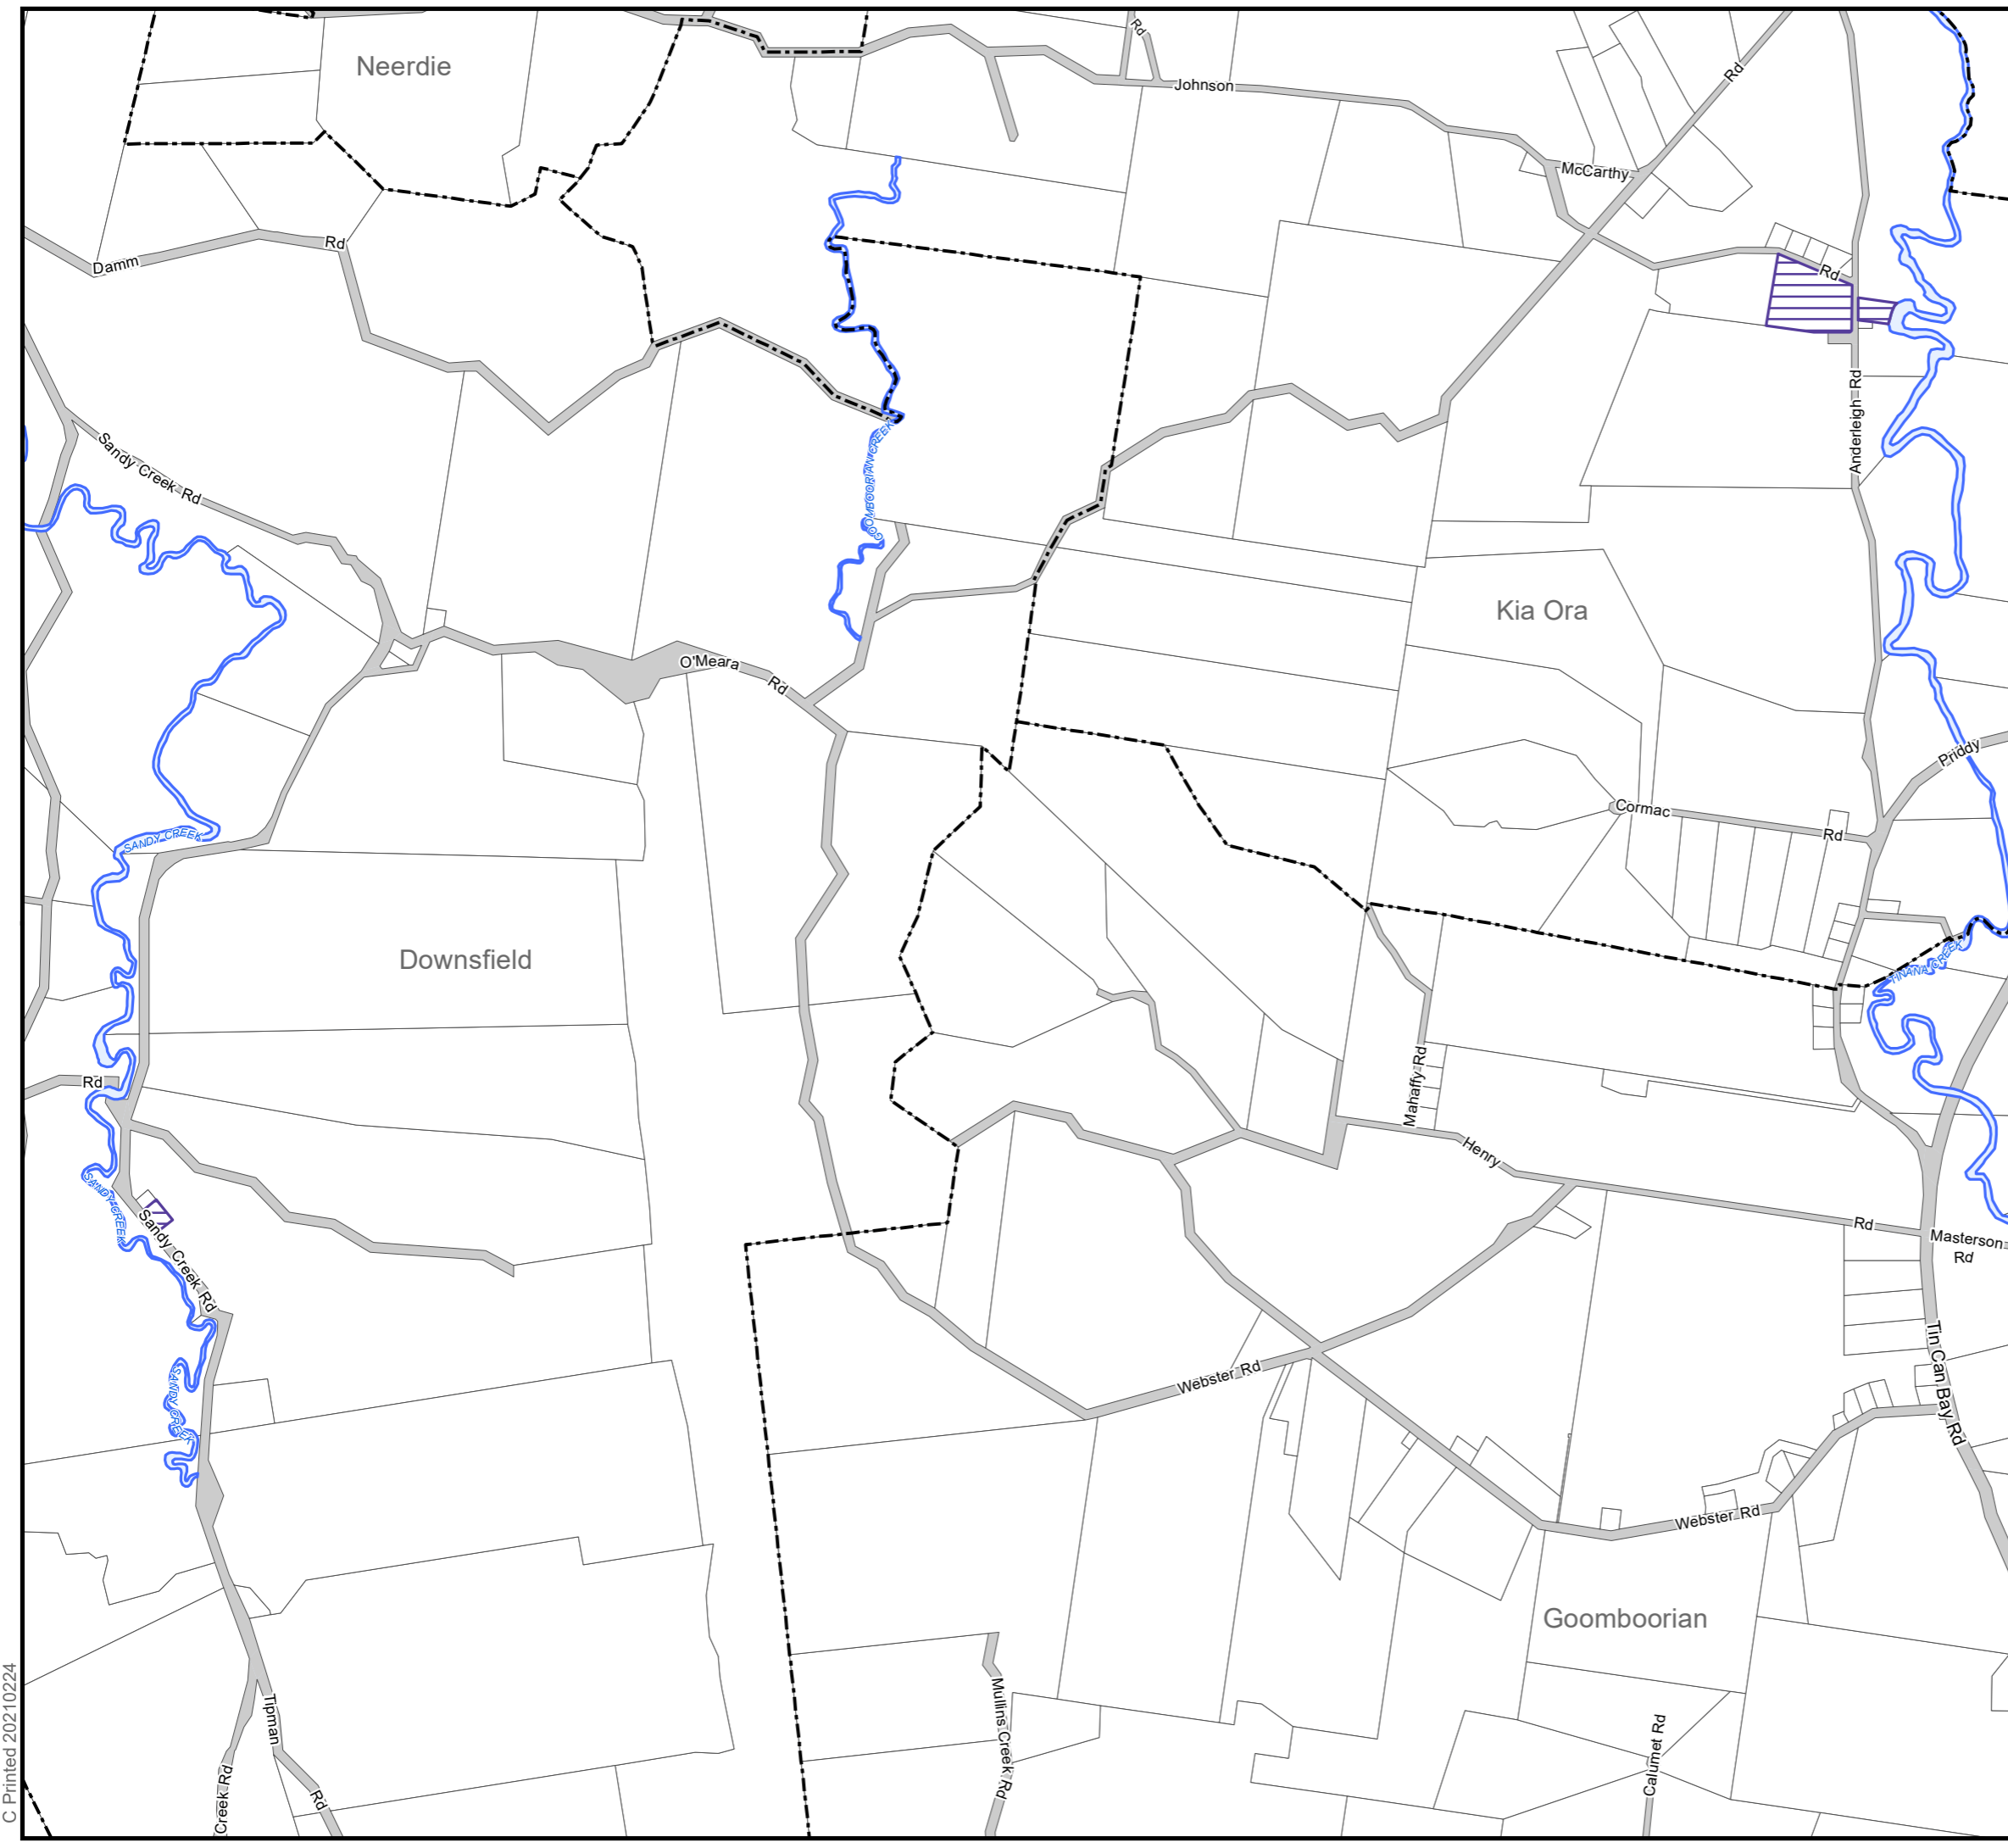 Rd
Neerdie
Johnson
Rd
McCarthy
Rd
Damm
Rd
Anderleigh Rd
Sandy Creek Rd
GOOMBOORIAN CREEK
Kia Ora
O'Meara
Rd
Priddy
Cormac
Rd
SANDY CREEK
Downsfield
TINANA CREEK
Rd
Mahaffy Rd
Henry
SANDY CREEK
Sandy Creek Rd
Rd
Masterson
Rd
Tin Can Bay Rd
SANDY CREEK
Webster Rd
Webster Rd
Goomboorian
Mullins Creek Rd
Tipman
Rd
Creek Rd
Calumet Rd
C Printed 20210224